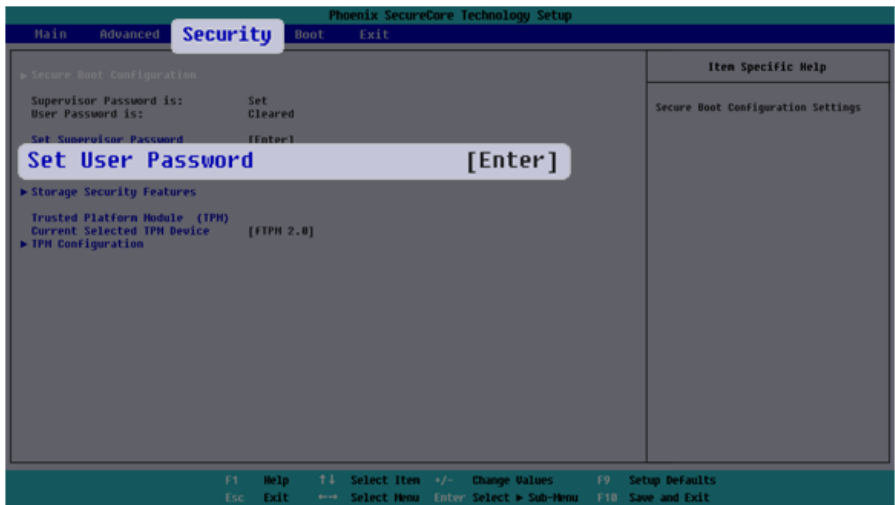 Phoenix SecureCore Technology Setup
Main Advanced Security Boot Exit
Item Specific Help
▶ Secure Boot Configuration
Secure Boot Configuration Settings
Supervisor Password is: Set
User Password is: Cleared
Set Supervisor Password [Enter]
Set User Password [Enter]
▶ Storage Security Features
Trusted Platform Module (TPM)
Current Selected TPM Device [fTPM 2.0]
▶ TPM Configuration
F1 Help ↑↓ Select Item +/- Change Values F9 Setup Defaults
Esc Exit ←→ Select Menu Enter Select ▶ Sub-Menu F10 Save and Exit